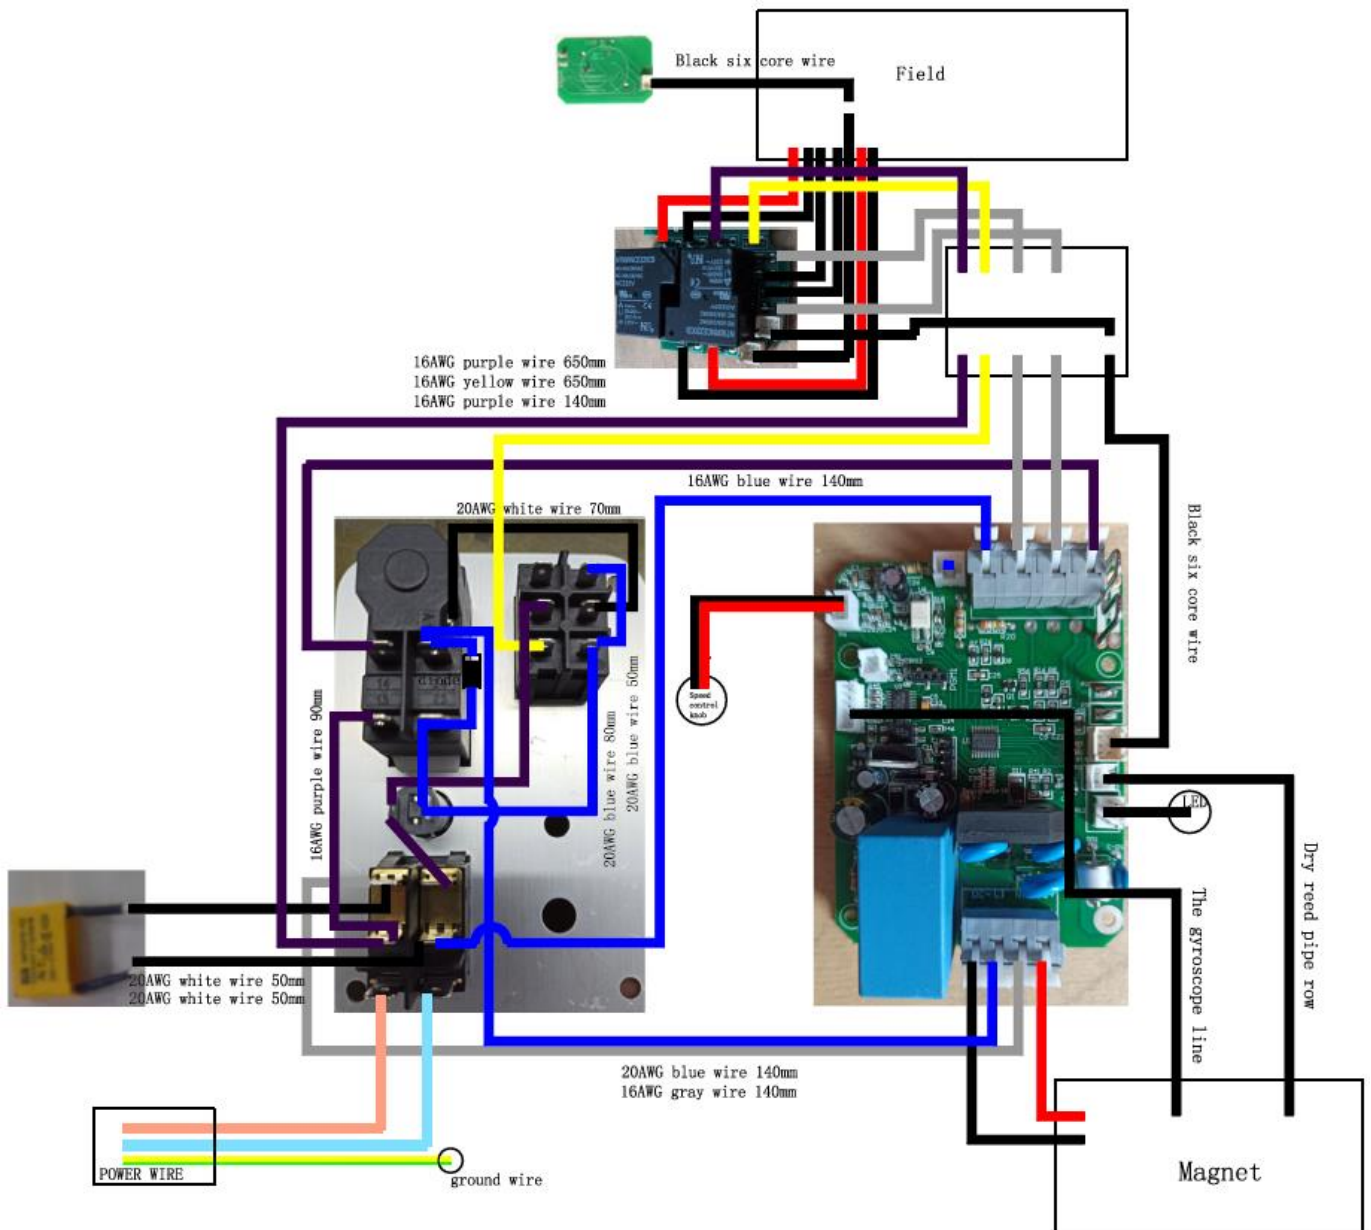 Black six core wire
Field
16AWG purple wire 650mm
16AWG yellow wire 650mm
16AWG purple wire 140mm
16AWG blue wire 140mm
20AWG white wire 70mm
Black six core wire
diode
14
Speed
control
knob
16AWG purple wire 90mm
20AWG blue wire 80mm
20AWG blue wire 50mm
LED
Dry reed pipe row
The gyroscope line
20AWG white wire 50mm
20AWG white wire 50mm
20AWG blue wire 140mm
16AWG gray wire 140mm
POWER WIRE
ground wire
Magnet